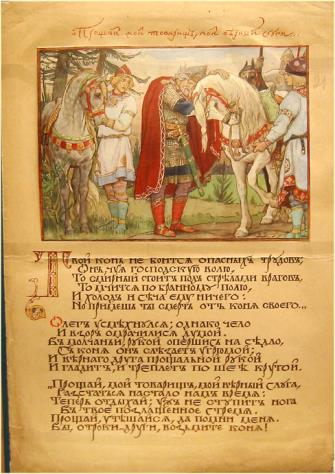 „Прощай мой товарищъ, мой вѣрный слуга...
Твой конь не боится опасныхъ трудовъ;
Онъ, чуя господскую волю,
То смирный стоитъ подъ стрѣлами враговъ,
То мчится по бранному полю,
И холодъ и сѣча ему ничего:
Но примешь ты смерть отъ коня своего...
Олегъ усмѣхнулся; однако чело
И взоръ омрачилися думой
Въ молчаньи, рукой опершись на сѣдло,
Съ коня онъ слѣзаетъ угрюмой;
И вѣрнаго друга прощальной рукой
И гладитъ, и треплетъ по шеѣ крутой.
„Прощай, мой товарищъ, мой вѣрный слуга,
Разстаться настало намъ время:
Теперь отдыхай; ужъ не ступитъ нога
Въ твое позлащенное стремя.
Прощай, утѣшайся, да помни меня.
Вы, отроки-други, возьмите коня!